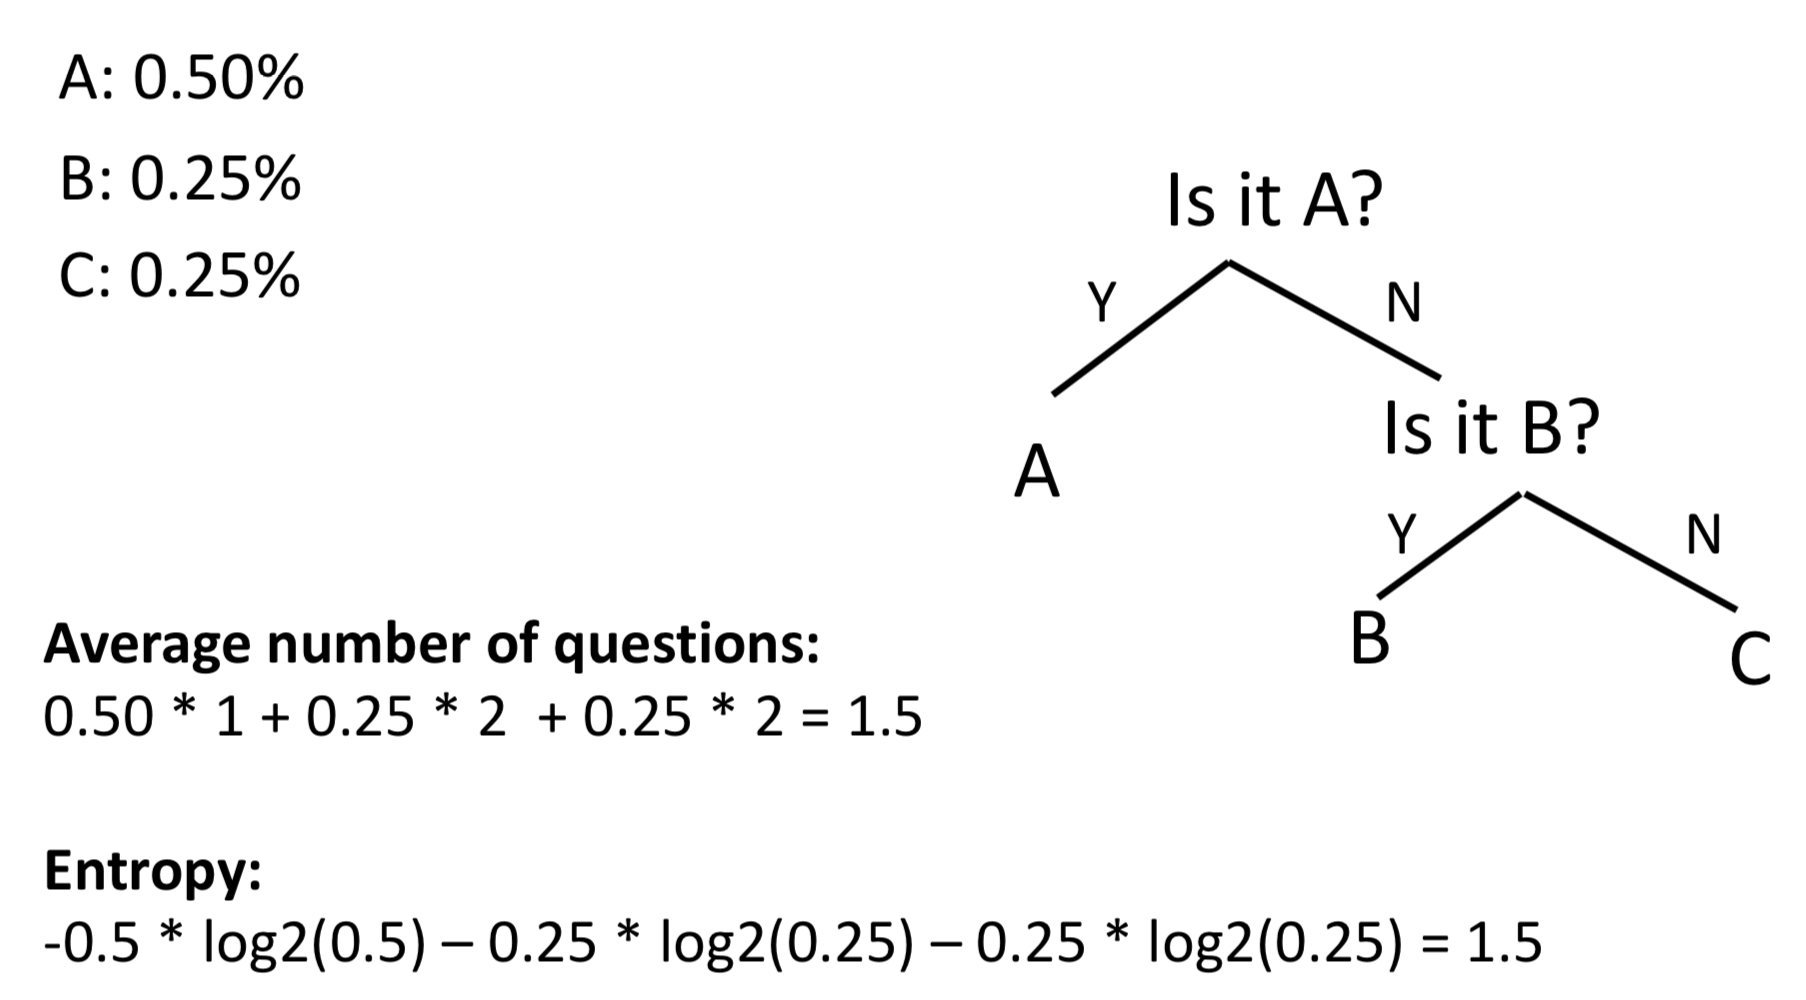 A: 0.50%
B: 0.25%
C: 0.25%
Is it A?
Y
N
A
Is it B?
Y
N
B
C
Average number of questions:
0.50 * 1 + 0.25 * 2 + 0.25 * 2 = 1.5
Entropy:
-0.5 * log2(0.5) – 0.25 * log2(0.25) – 0.25 * log2(0.25) = 1.5